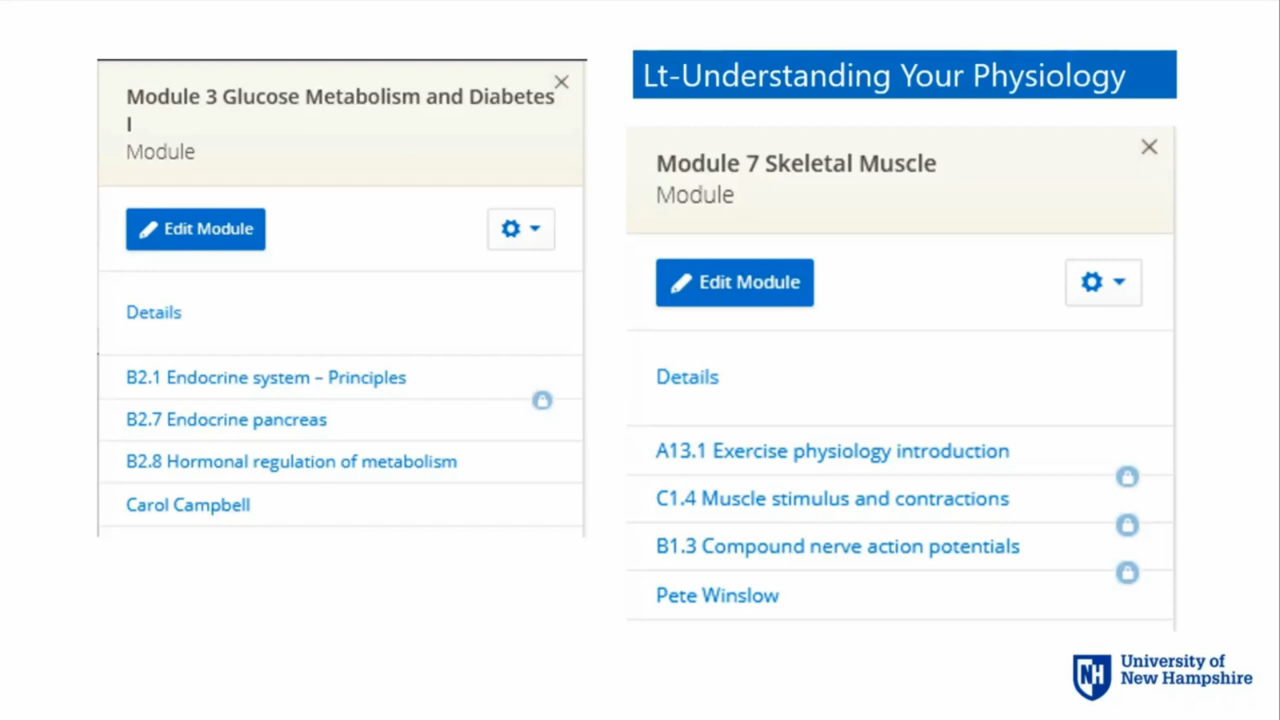 Module 3 Glucose Metabolism and Diabetes
I
Module
Edit Module
Details
B2.1 Endocrine system – Principles
B2.7 Endocrine pancreas
B2.8 Hormonal regulation of metabolism
Carol Campbell
Lt-Understanding Your Physiology
Module 7 Skeletal Muscle
Module
Edit Module
Details
A13.1 Exercise physiology introduction
C1.4 Muscle stimulus and contractions
B1.3 Compound nerve action potentials
Pete Winslow
NH
University of
New Hampshire